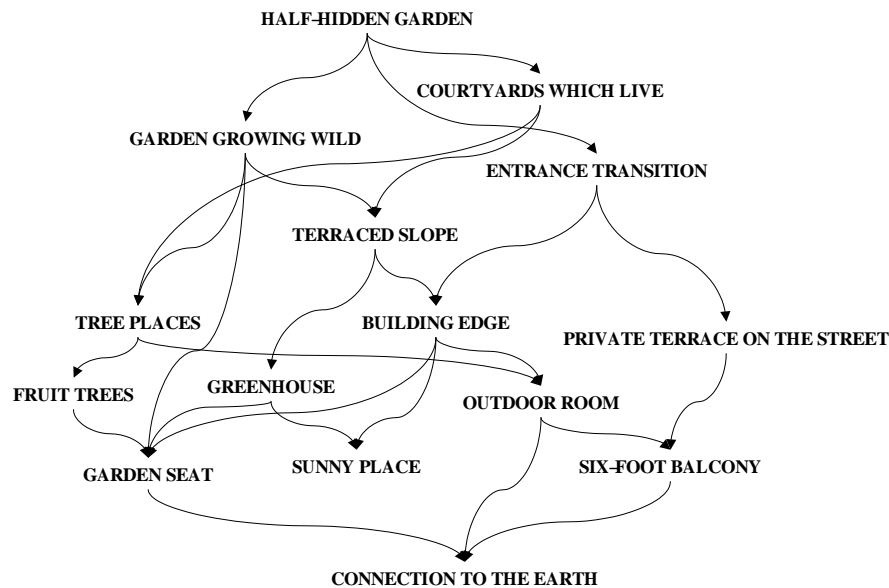 HALF-HIDDEN GARDEN
COURTYARDS WHICH LIVE
GARDEN GROWING WILD
ENTRANCE TRANSITION
TERRACED SLOPE
TREE PLACES
BUILDING EDGE
PRIVATE TERRACE ON THE STREET
FRUIT TREES
GREENHOUSE
OUTDOOR ROOM
GARDEN SEAT
SUNNY PLACE
SIX-FOOT BALCONY
CONNECTION TO THE EARTH